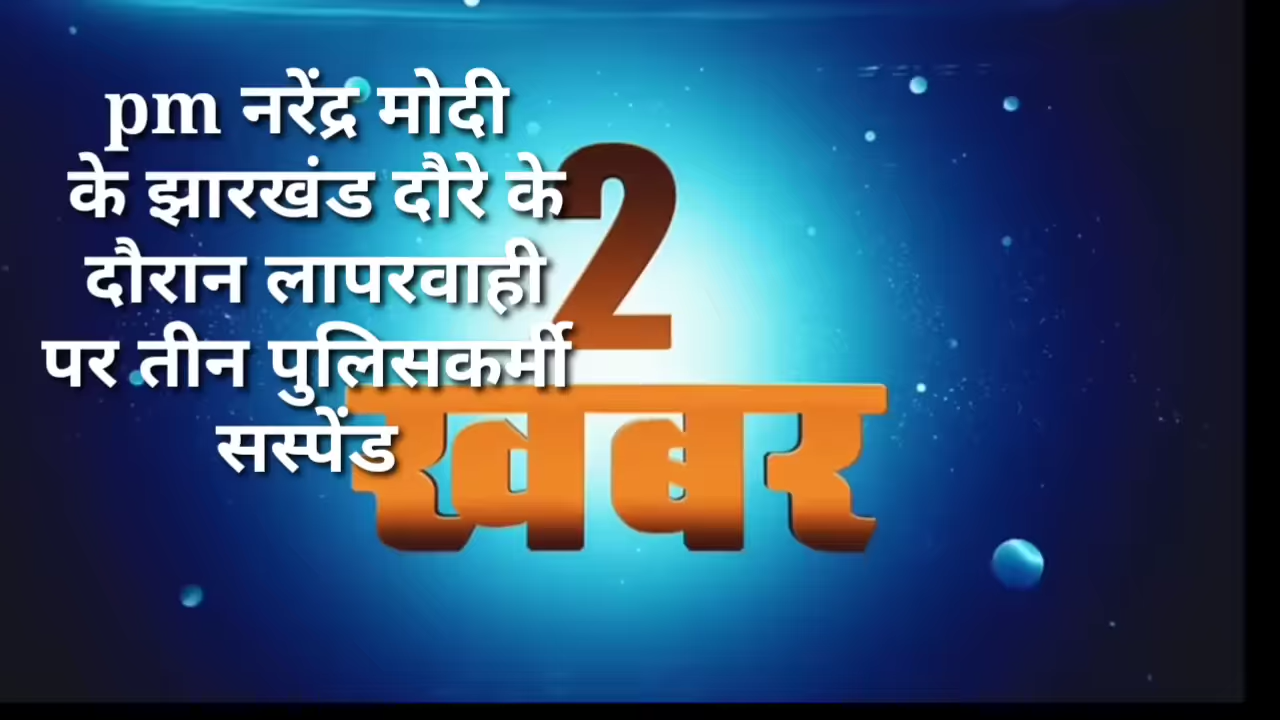 pm नरेंद्र मोदी
के झारखंड दौरे के
दौरान लापरवाही
पर तीन पुलिसकर्मी
सस्पेंड
2
खबर